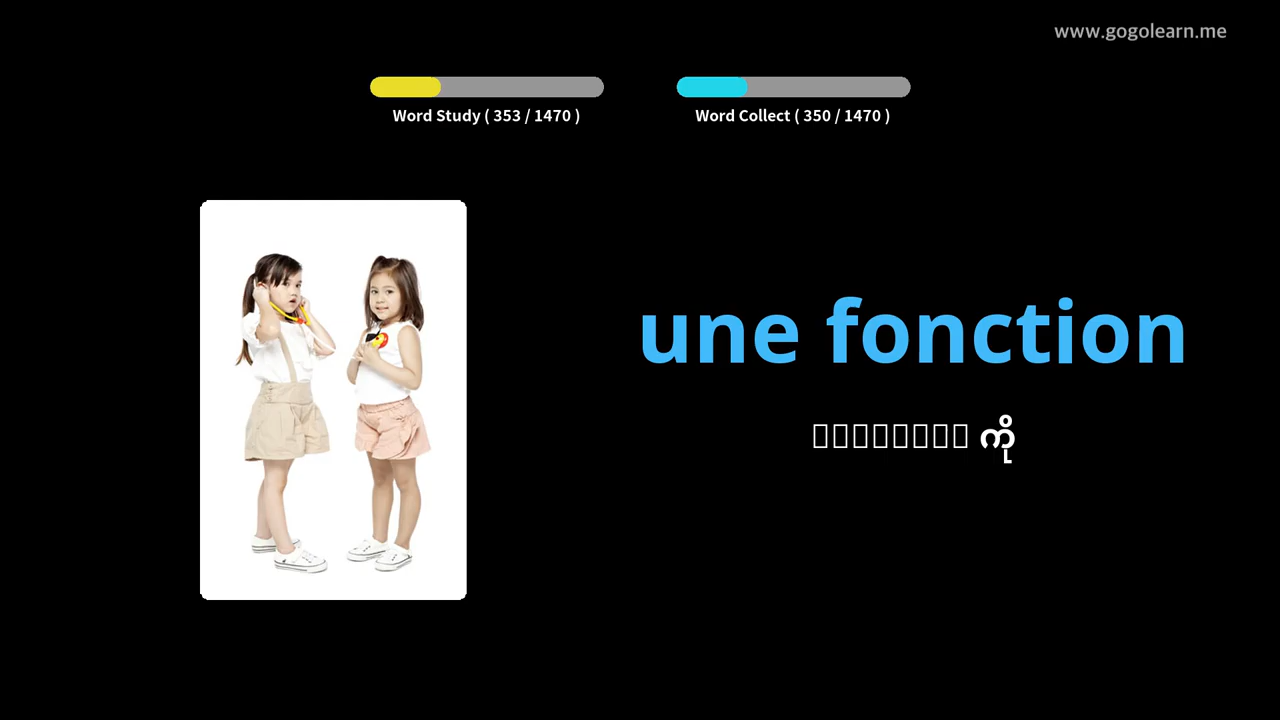 www.gogolearn.me
Word Study ( 353 / 1470 )
Word Collect ( 350 / 1470 )
une fonction
ကို